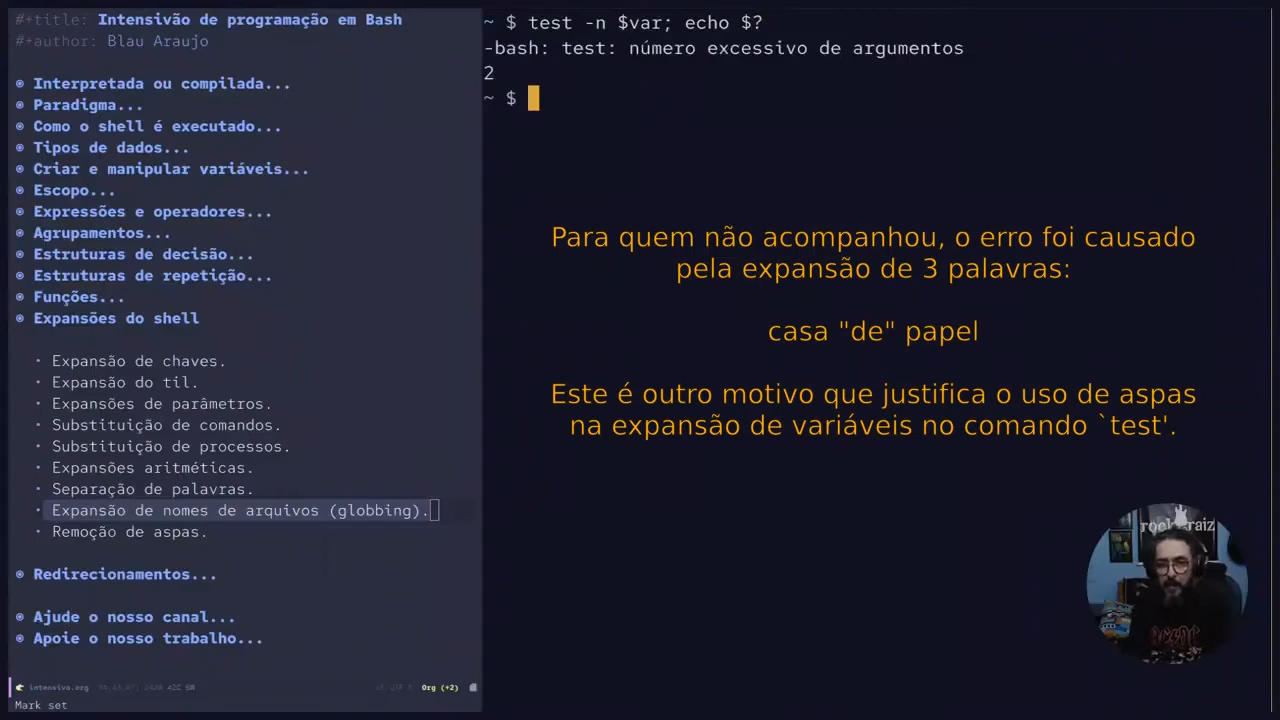 #+title: Intensivão de programação em Bash
#+author: Blau Araujo
Interpretada ou compilada...
Paradigma...
Como o shell é executado...
Tipos de dados...
Criar e manipular variáveis...
Escopo...
Expressões e operadores...
Agrupamentos...
Estruturas de decisão...
Estruturas de repetição...
Funções...
Expansões do shell
· Expansão de chaves.
· Expansão do til.
· Expansões de parâmetros.
· Substituição de comandos.
· Substituição de processos.
· Expansões aritméticas.
· Separação de palavras.
· Expansão de nomes de arquivos (globbing).
· Remoção de aspas.
Redirecionamentos...
Ajude o nosso canal...
Apoie o nosso trabalho...
intensivo.org
Org (+2)
Mark set
~ $ test -n $var; echo $?
-bash: test: número excessivo de argumentos
2
~ $
Para quem não acompanhou, o erro foi causado
pela expansão de 3 palavras:
casa "de" papel
Este é outro motivo que justifica o uso de aspas
na expansão de variáveis no comando `test'.